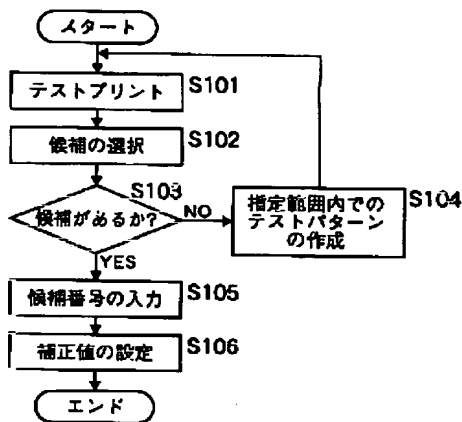 スタート
テストプリント
S101
候補の選択
S102
S103
候補があるか?
NO
指定範囲内での
テストパターン
の作成
S104
YES
候補番号の入力
S105
補正値の設定
S106
エンド